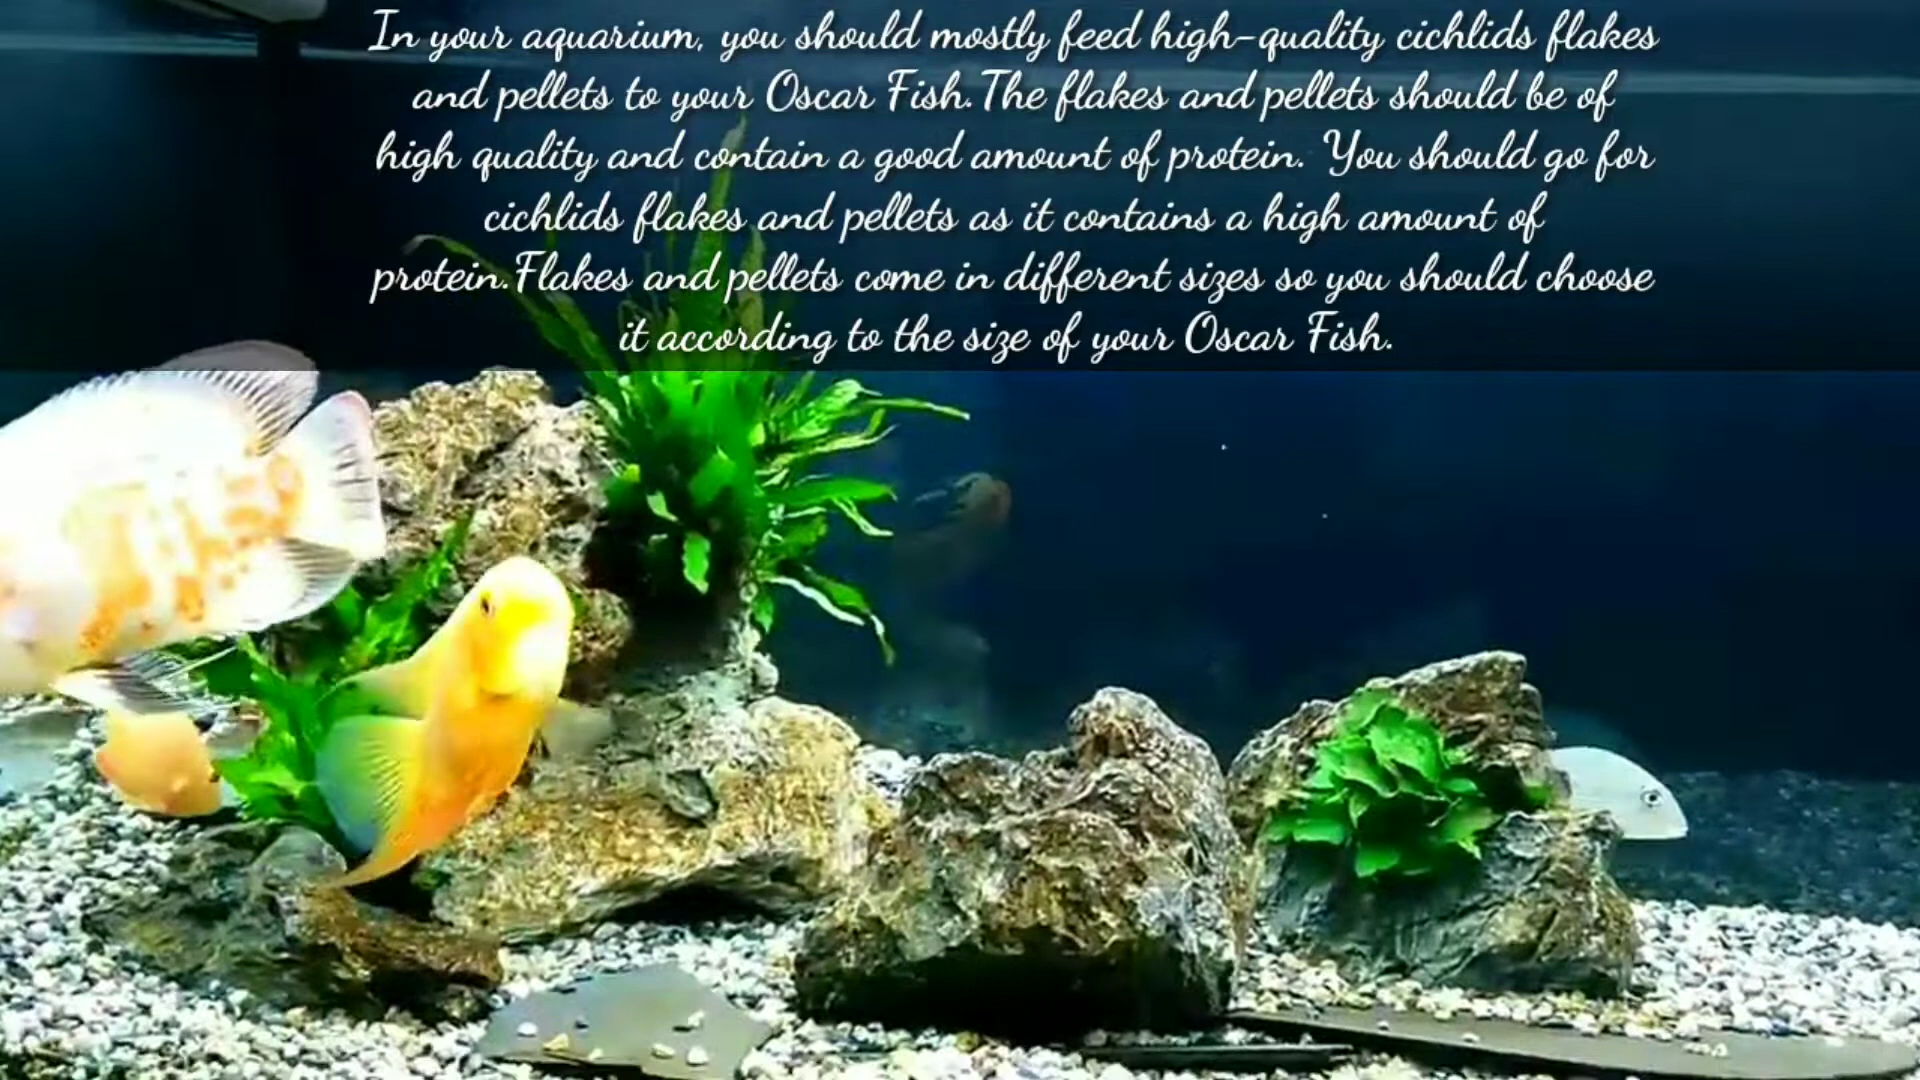 In your aquarium, you should mostly feed high-quality cichlids flakes
and pellets to your Oscar Fish.The flakes and pellets should be of
high quality and contain a good amount of protein. You should go for
cichlids flakes and pellets as it contains a high amount of
protein.Flakes and pellets come in different sizes so you should choose
it according to the size of your Oscar Fish.